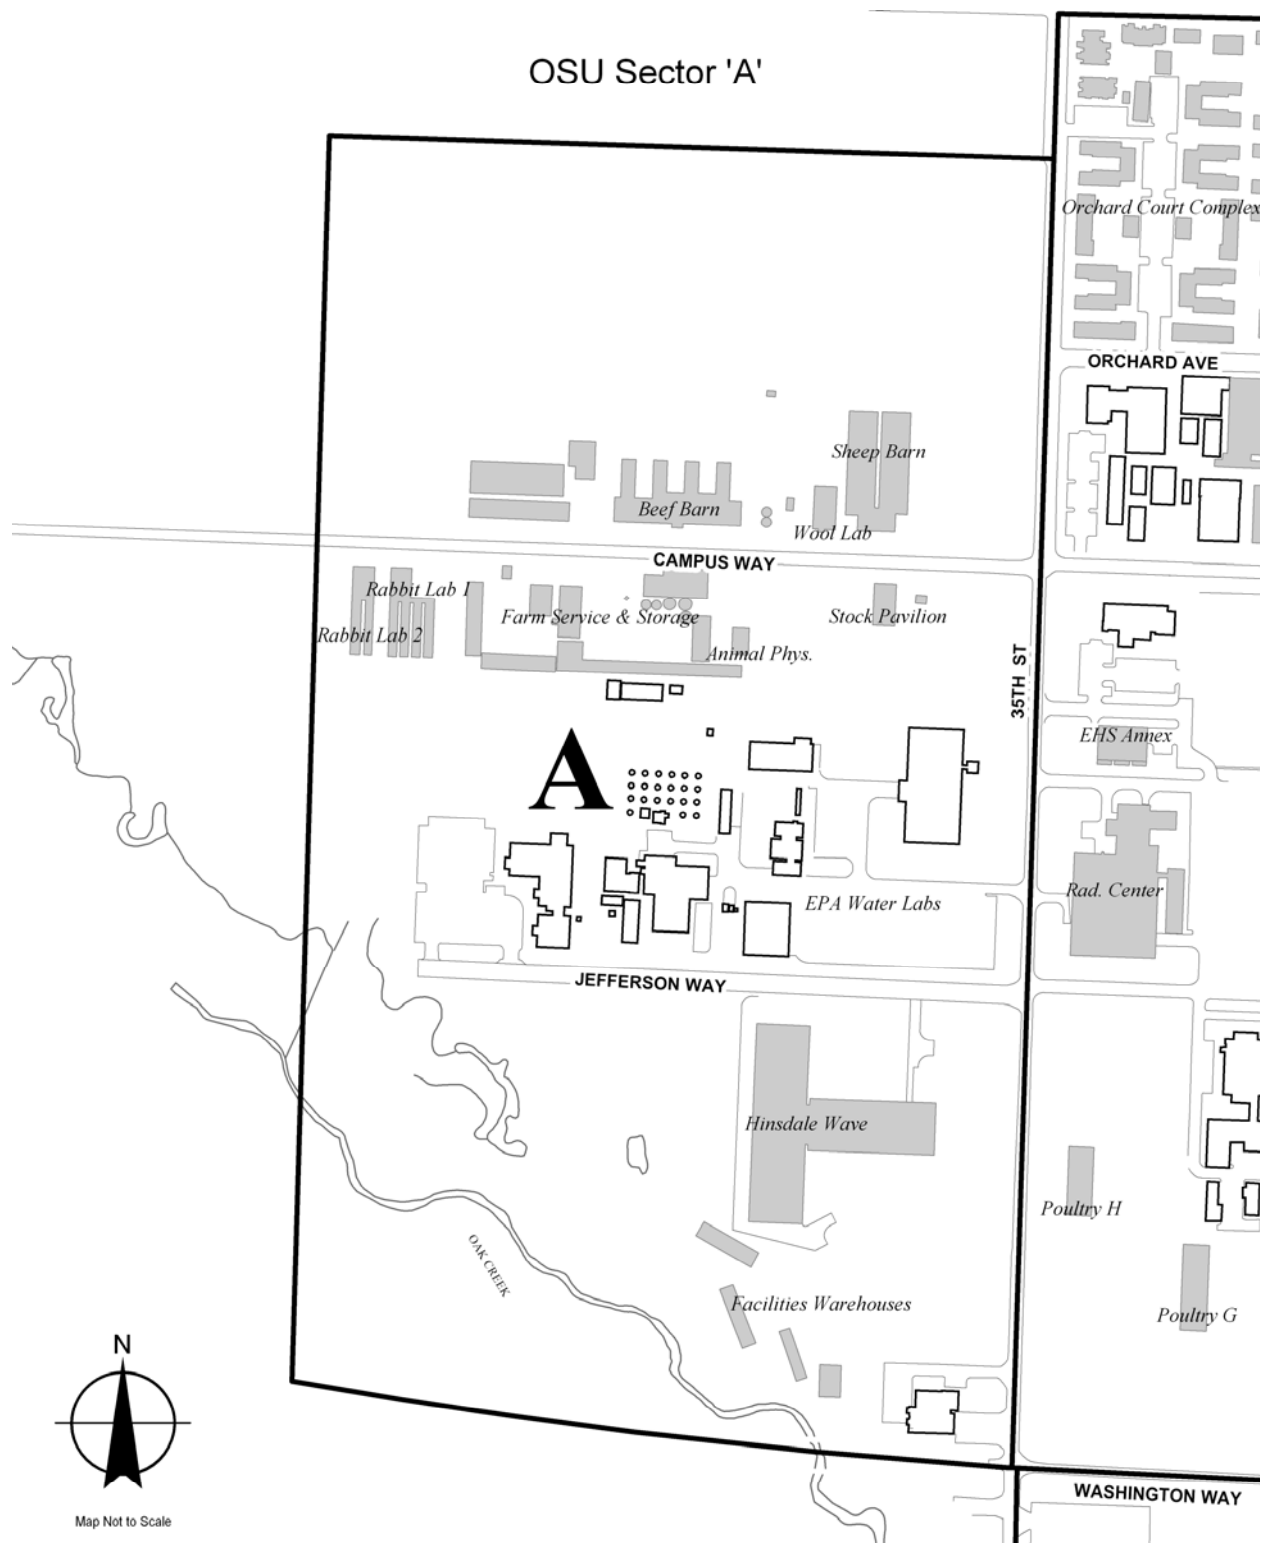 OSU Sector 'A'
Orchard Court Complex
ORCHARD AVE
Sheep Barn
Beef Barn
Wool Lab
CAMPUS WAY
Rabbit Lab 1
Farm Service & Storage
Stock Pavilion
Rabbit Lab 2
Animal Phys.
35TH ST
EHS Annex
A
Rad. Center
EPA Water Labs
JEFFERSON WAY
Hinsdale Wave
Poultry H
OAK CREEK
Facilities Warehouses
Poultry G
N
WASHINGTON WAY
Map Not to Scale